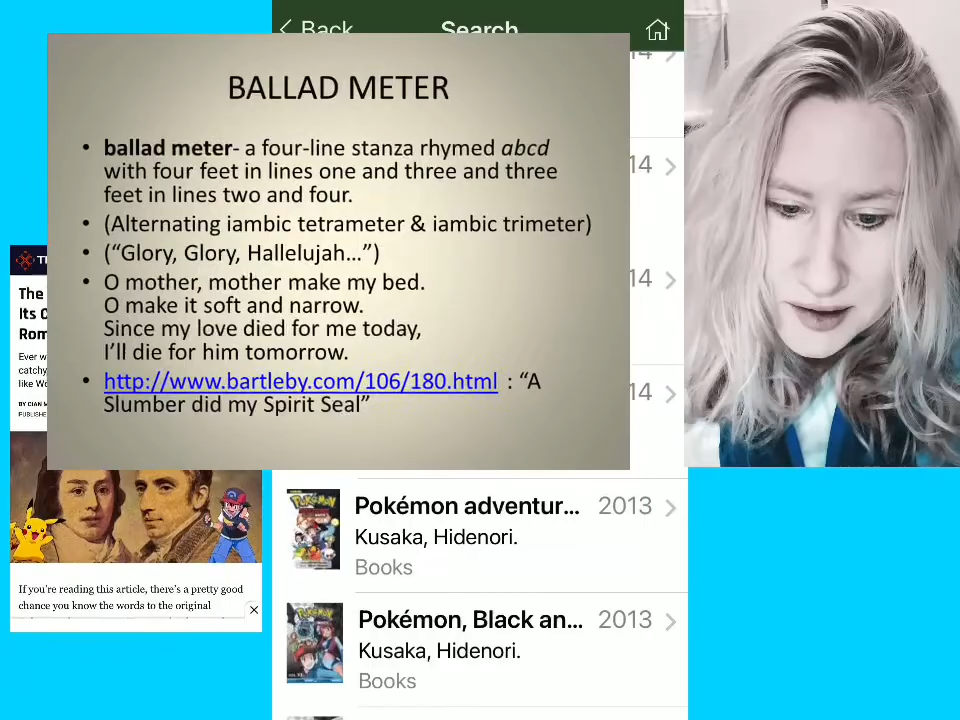 Back
Search
14
BALLAD METER
• ballad meter- a four-line stanza rhymed abcd
with four feet in lines one and three and three
feet in lines two and four.
• (Alternating iambic tetrameter & iambic trimeter)
• (“Glory, Glory, Hallelujah…”)
• O mother, mother make my bed.
O make it soft and narrow.
Since my love died for me today,
I’ll die for him tomorrow.
• http://www.bartleby.com/106/180.html : “A
Slumber did my Spirit Seal”
14
14
14
The
Its O
Rom
Ever w
catchy
like Wo
BY CIAN M
PUBLISHE
If you’re reading this article, there’s a pretty good
chance you know the words to the original
Pokémon adventur... 2013
Kusaka, Hidenori.
Books
Pokémon, Black an... 2013
Kusaka, Hidenori.
Books